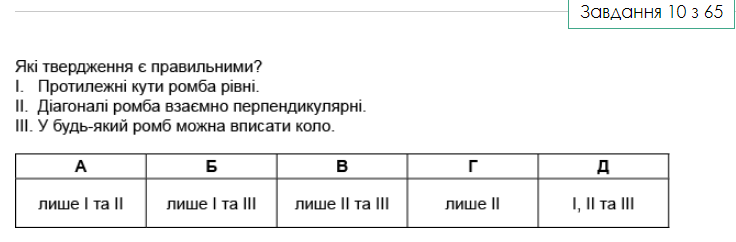 Завдання 10 з 65
Які твердження є правильними?
I. Протилежні кути ромба рівні.
II. Діагоналі ромба взаємно перпендикулярні.
III. У будь-який ромб можна вписати коло.
А Б В Г Д
лише I та II лише I та III лише II та III лише II I, II та III